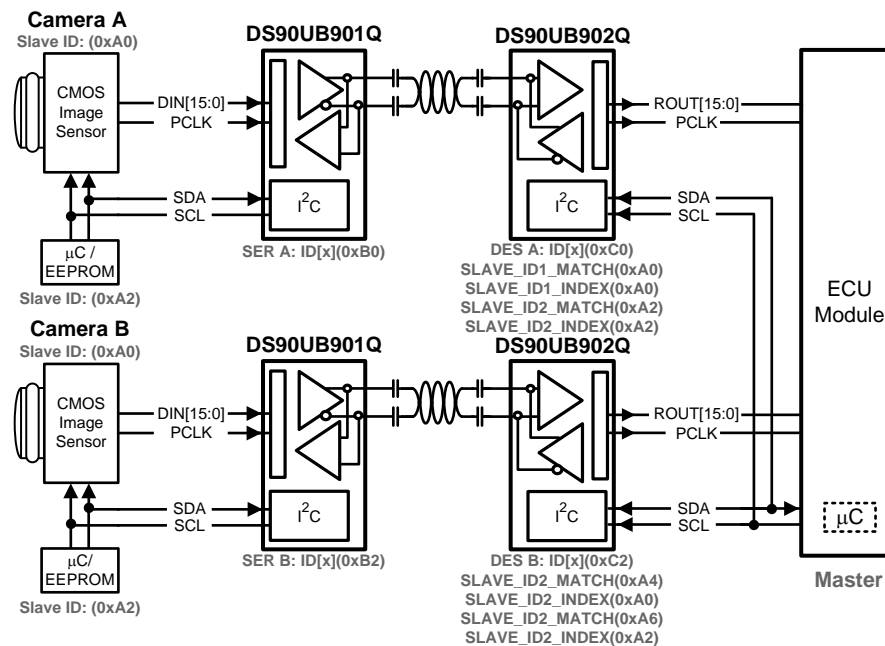 Camera A
Slave ID: (0xA0)
CMOS
Image
Sensor
DIN[15:0]
PCLK
SDA
SCL
µC /
EEPROM
Slave ID: (0xA2)
DS90UB901Q
I²C
SER A: ID[x](0xB0)
DS90UB902Q
I²C
DES A: ID[x](0xC0)
SLAVE_ID1_MATCH(0xA0)
SLAVE_ID1_INDEX(0xA0)
SLAVE_ID2_MATCH(0xA2)
SLAVE_ID2_INDEX(0xA2)
ROUT[15:0]
PCLK
SDA
SCL
Camera B
Slave ID: (0xA0)
CMOS
Image
Sensor
DIN[15:0]
PCLK
SDA
SCL
µC/
EEPROM
Slave ID: (0xA2)
DS90UB901Q
I²C
SER B: ID[x](0xB2)
DS90UB902Q
I²C
DES B: ID[x](0xC2)
SLAVE_ID2_MATCH(0xA4)
SLAVE_ID2_INDEX(0xA0)
SLAVE_ID2_MATCH(0xA6)
SLAVE_ID2_INDEX(0xA2)
ROUT[15:0]
PCLK
SDA
SCL
ECU
Module
µC
Master